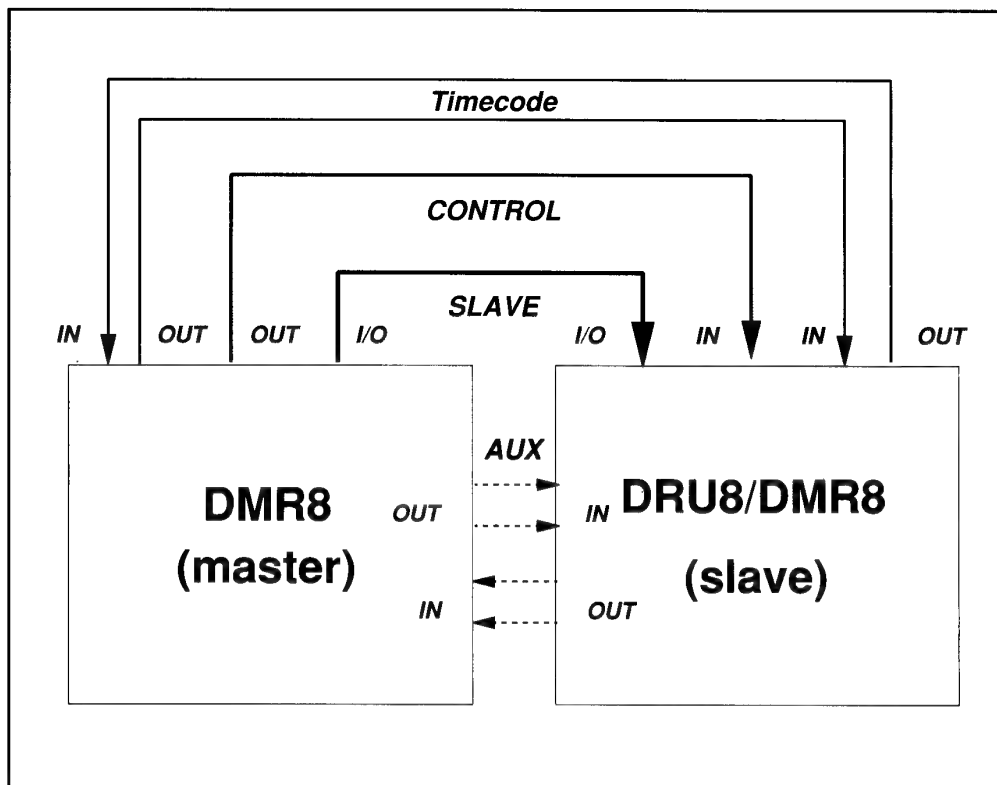 Timecode
CONTROL
SLAVE
IN OUT OUT I/O I/O IN IN OUT
AUX
DMR8
(master)
OUT
IN
DRU8/DMR8
(slave)
IN
OUT